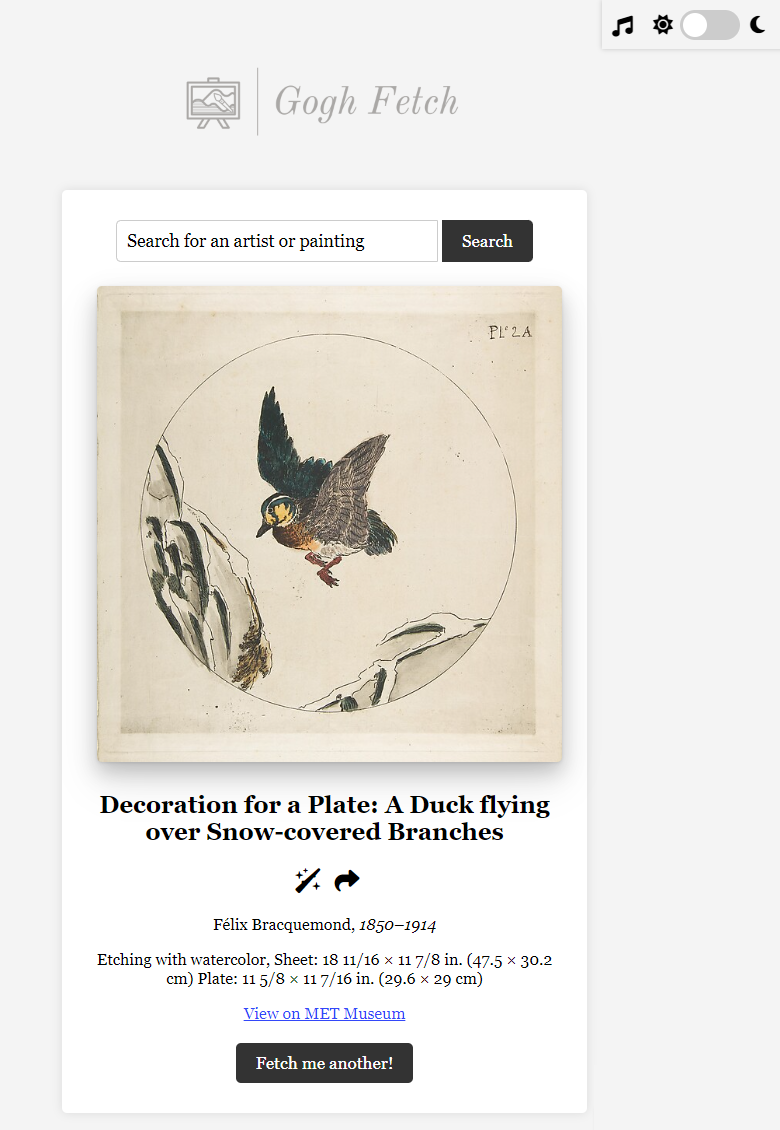 Gogh Fetch
Search for an artist or painting
Search
Pl º 2 A
Decoration for a Plate: A Duck flying
over Snow-covered Branches
Félix Bracquemond, 1850–1914
Etching with watercolor, Sheet: 18 11/16 × 11 7/8 in. (47.5 × 30.2
cm) Plate: 11 5/8 × 11 7/16 in. (29.6 × 29 cm)
View on MET Museum
Fetch me another!